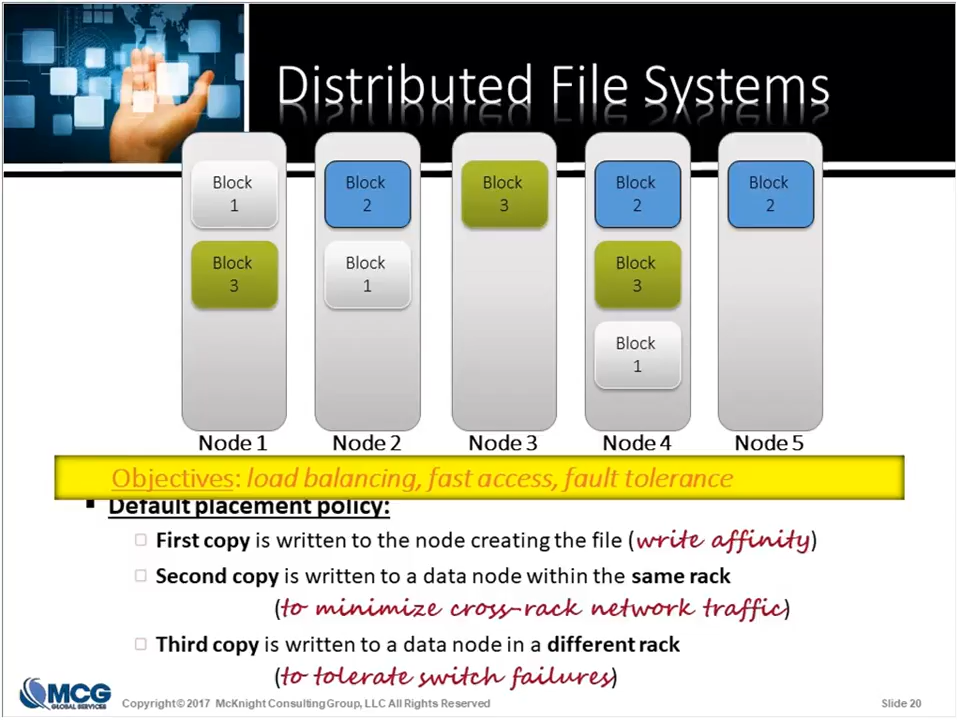 Distributed File Systems
Block
1
Block
2
Block
3
Block
2
Block
2
Block
3
Block
1
Block
3
Block
1
Node 1
Node 2
Node 3
Node 4
Node 5
Objectives: load balancing, fast access, fault tolerance
Default placement policy:
First copy is written to the node creating the file (write affinity)
Second copy is written to a data node within the same rack
(to minimize cross-rack network traffic)
Third copy is written to a data node in a different rack
(to tolerate switch failures)
MCG
GLOBAL SERVICES
Copyright © 2017 McKnight Consulting Group, LLC All Rights Reserved
Slide 20